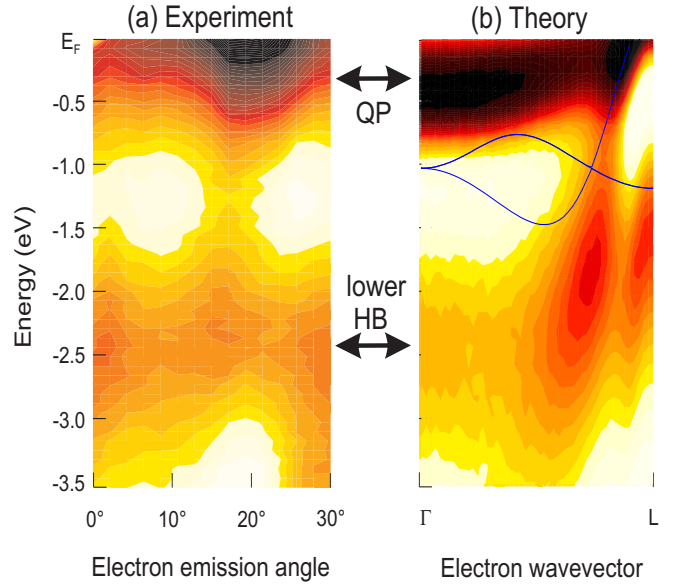 (a) Experiment
(b) Theory
E_F
-0.5
-1.0
-1.5
-2.0
-2.5
-3.0
-3.5
Energy (eV)
QP
lower
HB
0° 10° 20° 30°
Γ L
Electron emission angle
Electron wavevector